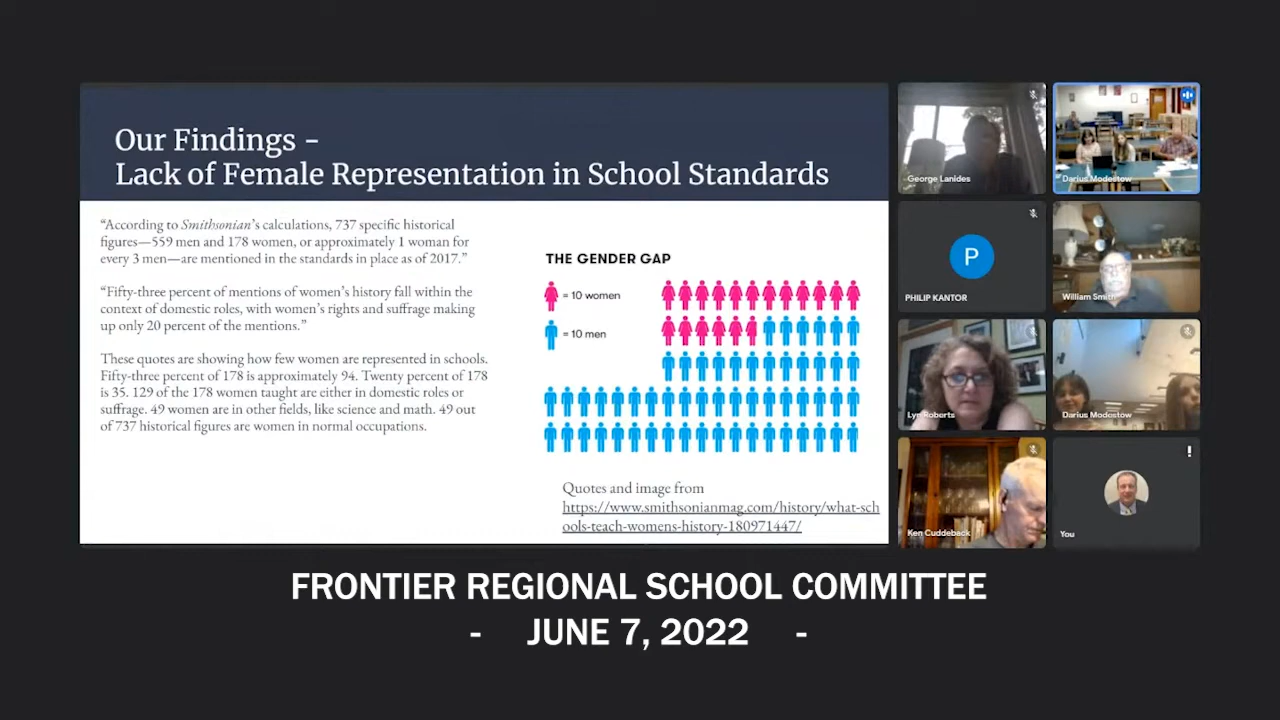 Our Findings -
Lack of Female Representation in School Standards
“According to Smithsonian’s calculations, 737 specific historical
figures—559 men and 178 women, or approximately 1 woman for
every 3 men—are mentioned in the standards in place as of 2017.”
“Fifty-three percent of mentions of women’s history fall within the
context of domestic roles, with women’s rights and suffrage making
up only 20 percent of the mentions.”
These quotes are showing how few women are represented in schools.
Fifty-three percent of 178 is approximately 94. Twenty percent of 178
is 35. 129 of the 178 women taught are either in domestic roles or
suffrage. 49 women are in other fields, like science and math. 49 out
of 737 historical figures are women in normal occupations.
THE GENDER GAP
= 10 women
= 10 men
Quotes and image from
https://www.smithsonianmag.com/history/what-sch
ools-teach-womens-history-180971447/
George Lanides
Darius Modestow
P
PHILIP KANTOR
William Smith
Lyn Roberts
Darius Modestow
Ken Cuddeback
You
FRONTIER REGIONAL SCHOOL COMMITTEE
- JUNE 7, 2022 -